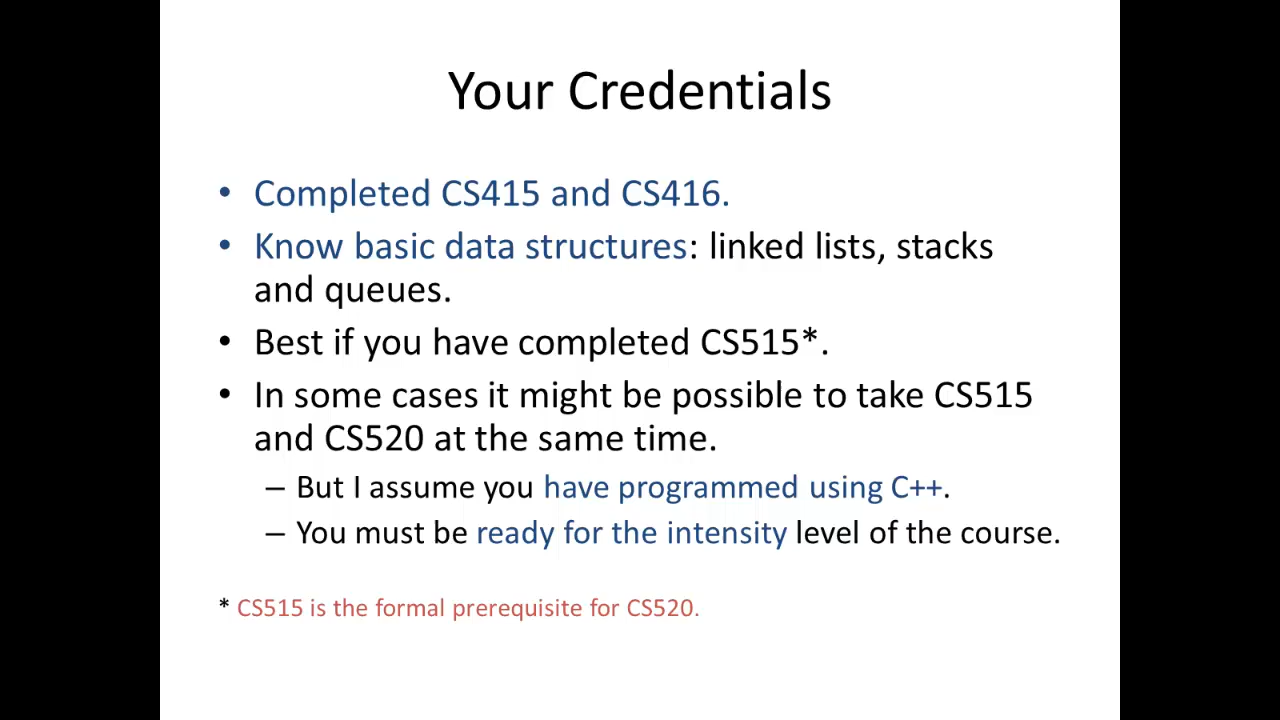 Your Credentials
• Completed CS415 and CS416.
• Know basic data structures: linked lists, stacks
and queues.
• Best if you have completed CS515*.
• In some cases it might be possible to take CS515
and CS520 at the same time.
– But I assume you have programmed using C++.
– You must be ready for the intensity level of the course.
* CS515 is the formal prerequisite for CS520.